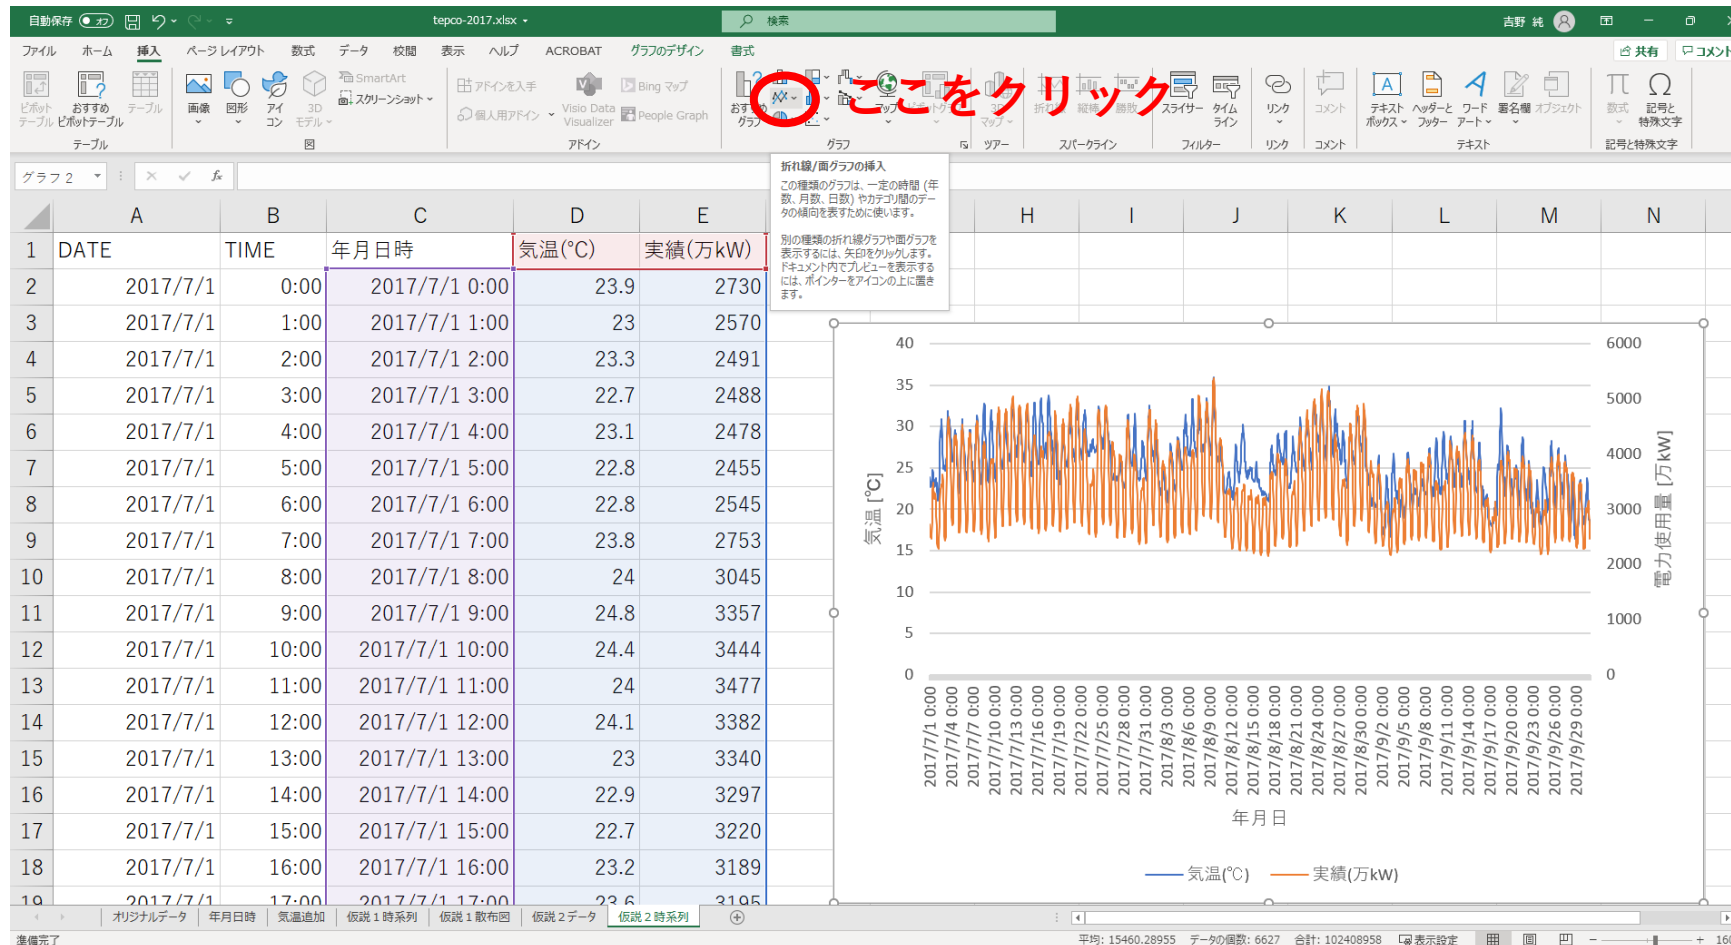 自動保存 オフ tepco-2017.xlsx 検索 吉野 純
ファイル ホーム 挿入 ページ レイアウト 数式 データ 校閲 表示 ヘルプ ACROBAT グラフのデザイン 書式 共有 コメント
ピボットテーブル おすすめピボットテーブル テーブル 画像 図形 アイコン 3Dモデル SmartArt スクリーンショット アドインを入手 個人用アドイン Visio Data Visualizer Bing マップ People Graph おすすめグラフ マップ 3Dマップ 折れ線 縦棒 勝敗 スライサー タイムライン リンク コメント テキストボックス ヘッダーとフッター ワードアート 署名欄 オブジェクト 数式 記号と特殊文字
ここをクリック
テーブル 図 アドイン グラフ ツアー スパークライン フィルター リンク コメント テキスト 記号と特殊文字
グラフ 2 fx
折れ線/面グラフの挿入
この種類のグラフは、一定の時間 (年
数、月数、日数) やカテゴリ間のデー
タの傾向を表すために使います。
別の種類の折れ線グラフや面グラフを
表示するには、矢印をクリックします。
ドキュメント内でプレビューを表示する
には、ポインターをアイコンの上に置き
ます。
A B C D E H I J K L M N
1 DATE TIME 年月日時 気温(℃) 実績(万kW)
2 2017/7/1 0:00 2017/7/1 0:00 23.9 2730
3 2017/7/1 1:00 2017/7/1 1:00 23 2570
4 2017/7/1 2:00 2017/7/1 2:00 23.3 2491
5 2017/7/1 3:00 2017/7/1 3:00 22.7 2488
6 2017/7/1 4:00 2017/7/1 4:00 23.1 2478
7 2017/7/1 5:00 2017/7/1 5:00 22.8 2455
8 2017/7/1 6:00 2017/7/1 6:00 22.8 2545
9 2017/7/1 7:00 2017/7/1 7:00 23.8 2753
10 2017/7/1 8:00 2017/7/1 8:00 24 3045
11 2017/7/1 9:00 2017/7/1 9:00 24.8 3357
12 2017/7/1 10:00 2017/7/1 10:00 24.4 3444
13 2017/7/1 11:00 2017/7/1 11:00 24 3477
14 2017/7/1 12:00 2017/7/1 12:00 24.1 3382
15 2017/7/1 13:00 2017/7/1 13:00 23 3340
16 2017/7/1 14:00 2017/7/1 14:00 22.9 3297
17 2017/7/1 15:00 2017/7/1 15:00 22.7 3220
18 2017/7/1 16:00 2017/7/1 16:00 23.2 3189
19 2017/7/1 17:00 2017/7/1 17:00 23.6 3195
40 6000
35
5000
30
4000
25
20
3000
15
2000
10
1000
5
0 0
気温 [℃]
電力使用量 [万kW]
2017/7/1 0:00
2017/7/4 0:00
2017/7/7 0:00
2017/7/10 0:00
2017/7/13 0:00
2017/7/16 0:00
2017/7/19 0:00
2017/7/22 0:00
2017/7/25 0:00
2017/7/28 0:00
2017/7/31 0:00
2017/8/3 0:00
2017/8/6 0:00
2017/8/9 0:00
2017/8/12 0:00
2017/8/15 0:00
2017/8/18 0:00
2017/8/21 0:00
2017/8/24 0:00
2017/8/27 0:00
2017/8/30 0:00
2017/9/2 0:00
2017/9/5 0:00
2017/9/8 0:00
2017/9/11 0:00
2017/9/14 0:00
2017/9/17 0:00
2017/9/20 0:00
2017/9/23 0:00
2017/9/26 0:00
2017/9/29 0:00
年月日
気温(℃) 実績(万kW)
オリジナルデータ 年月日時 気温追加 仮説１時系列 仮説１散布図 仮説２データ 仮説２時系列
準備完了 平均: 15460.28955 データの個数: 6627 合計: 102408958 表示設定